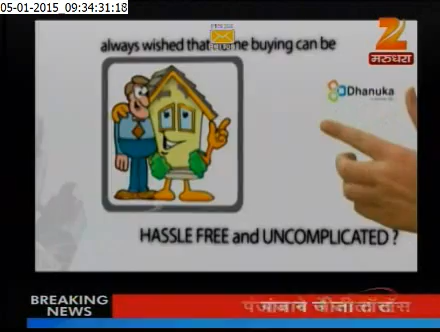 05-01-2015 09:34:31:18
always wished that home buying can be
मरुधरा
Dhanuka
HASSLE FREE and UNCOMPLICATED ?
BREAKING
NEWS